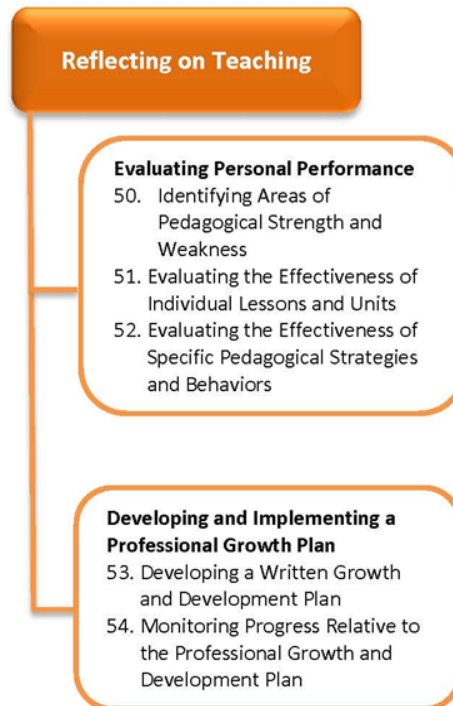 Reflecting on Teaching
Evaluating Personal Performance
50. Identifying Areas of
Pedagogical Strength and
Weakness
51. Evaluating the Effectiveness of
Individual Lessons and Units
52. Evaluating the Effectiveness of
Specific Pedagogical Strategies
and Behaviors
Developing and Implementing a
Professional Growth Plan
53. Developing a Written Growth
and Development Plan
54. Monitoring Progress Relative to
the Professional Growth and
Development Plan